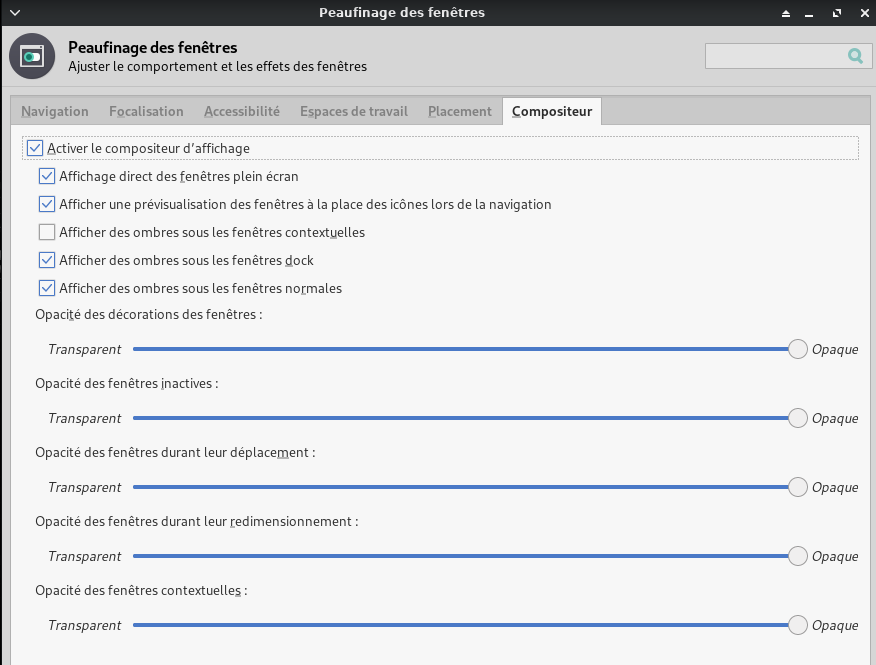 Peaufinage des fenêtres
Peaufinage des fenêtres
Ajuster le comportement et les effets des fenêtres
Navigation Focalisation Accessibilité Espaces de travail Placement Compositeur
Activer le compositeur d'affichage
Affichage direct des fenêtres plein écran
Afficher une prévisualisation des fenêtres à la place des icônes lors de la navigation
Afficher des ombres sous les fenêtres contextuelles
Afficher des ombres sous les fenêtres dock
Afficher des ombres sous les fenêtres normales
Opacité des décorations des fenêtres :
Transparent Opaque
Opacité des fenêtres inactives :
Transparent Opaque
Opacité des fenêtres durant leur déplacement :
Transparent Opaque
Opacité des fenêtres durant leur redimensionnement :
Transparent Opaque
Opacité des fenêtres contextuelles :
Transparent Opaque